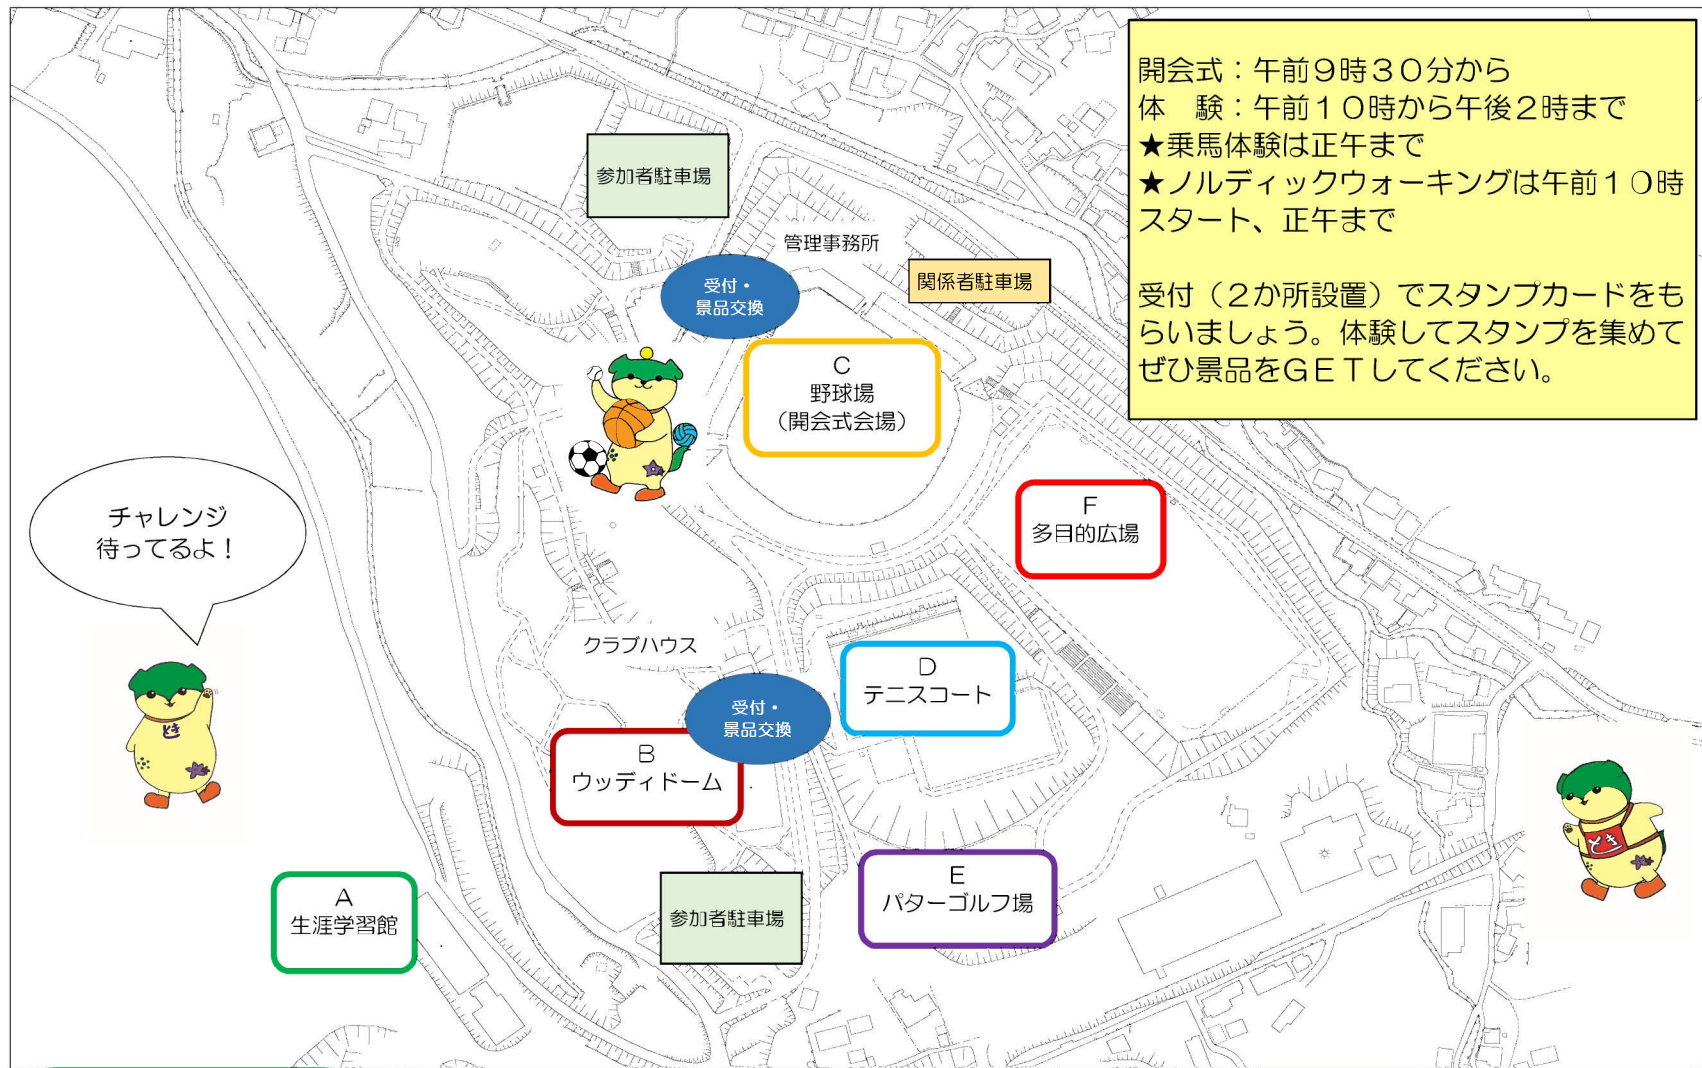 開会式：午前９時３０分から
体　験：午前１０時から午後２時まで
★乗馬体験は正午まで
★ノルディックウォーキングは午前１０時
スタート、正午まで
受付（２か所設置）でスタンプカードをも
らいましょう。体験してスタンプを集めて
ぜひ景品をＧＥＴしてください。
参加者駐車場
管理事務所
関係者駐車場
受付・
景品交換
C
野球場
（開会式会場）
F
多目的広場
チャレンジ
待ってるよ！
とき
クラブハウス
受付・
景品交換
D
テニスコート
B
ウッディドーム
E
パターゴルフ場
とき
A
生涯学習館
参加者駐車場